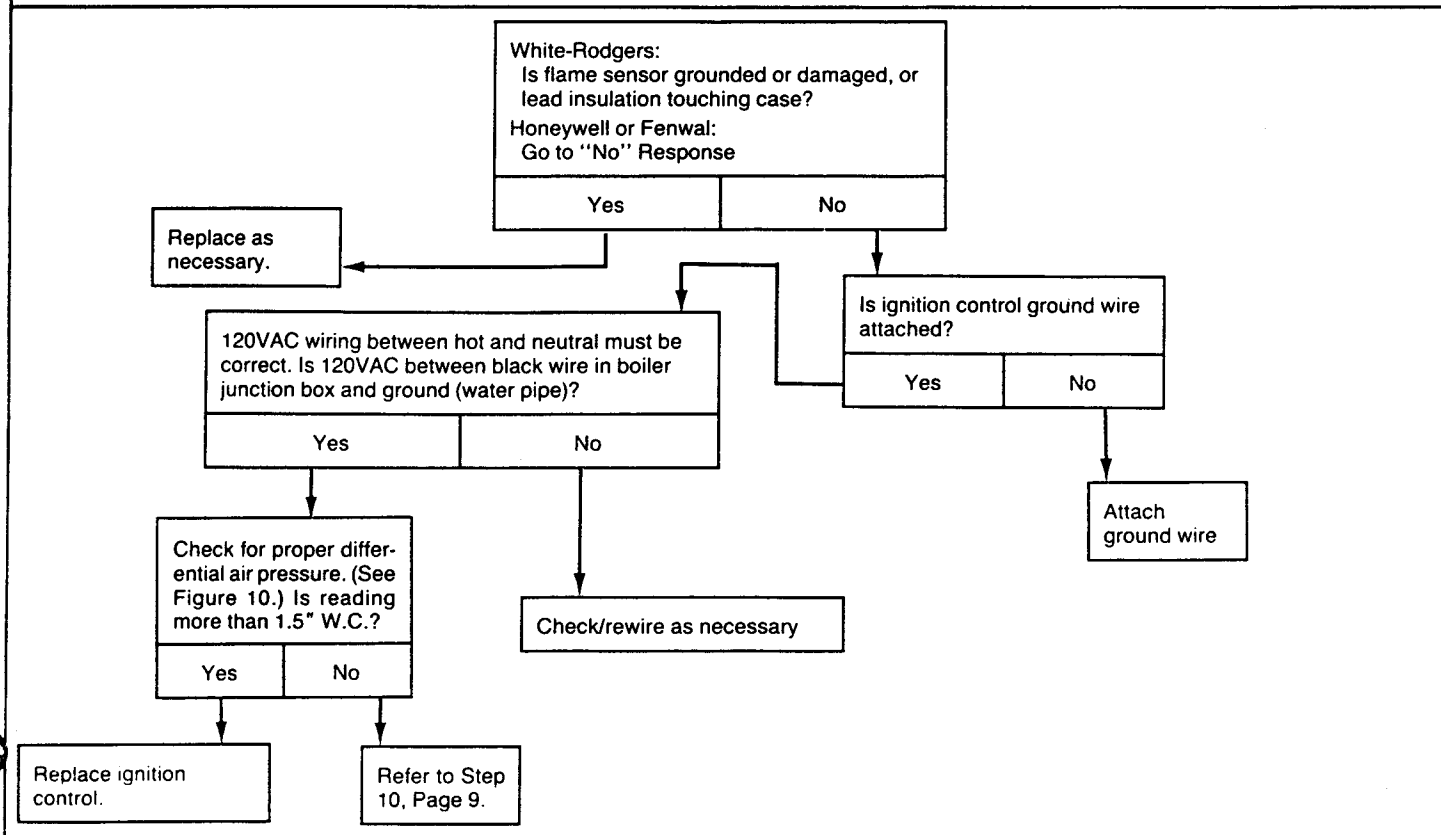 White-Rodgers:
Is flame sensor grounded or damaged, or
lead insulation touching case?
Honeywell or Fenwal:
Go to "No" Response
Yes
No
Replace as
necessary.
Is ignition control ground wire
attached?
Yes
No
120VAC wiring between hot and neutral must be
correct. Is 120VAC between black wire in boiler
junction box and ground (water pipe)?
Yes
No
Attach
ground wire
Check for proper differ-
ential air pressure. (See
Figure 10.) Is reading
more than 1.5" W.C.?
Yes
No
Check/rewire as necessary
Replace ignition
control.
Refer to Step
10, Page 9.